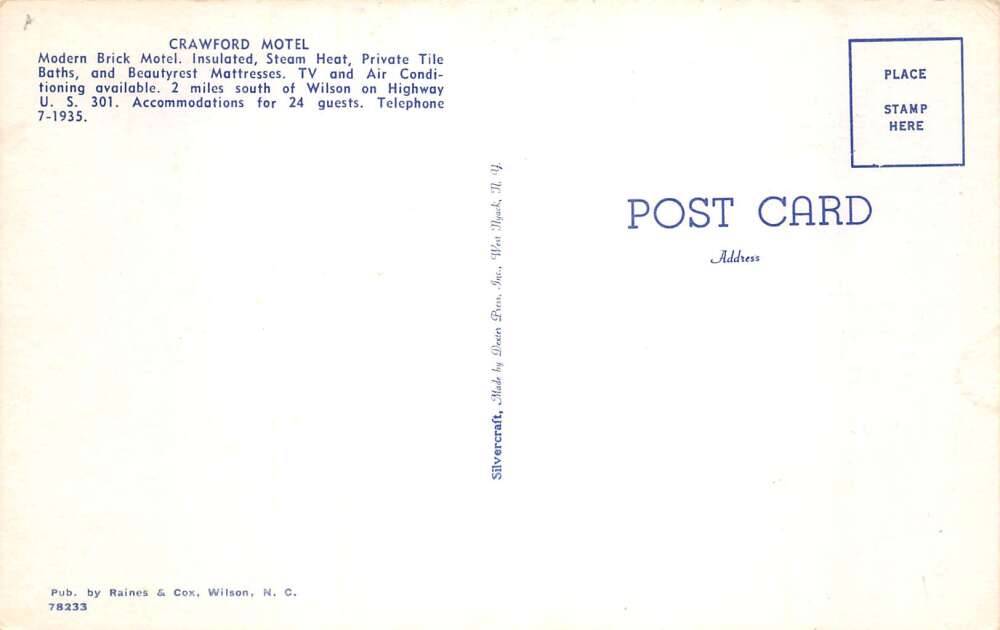 CRAWFORD MOTEL
Modern Brick Motel. Insulated, Steam Heat, Private Tile
Baths, and Beautyrest Mattresses. TV and Air Condi-
tioning available. 2 miles south of Wilson on Highway
U. S. 301. Accommodations for 24 guests. Telephone
7-1935.
PLACE
STAMP
HERE
POST CARD
Address
Silvercraft, Made by Dexter Press, Inc., West Nyack, N. Y.
Pub. by Raines & Cox, Wilson, N. C.
78233